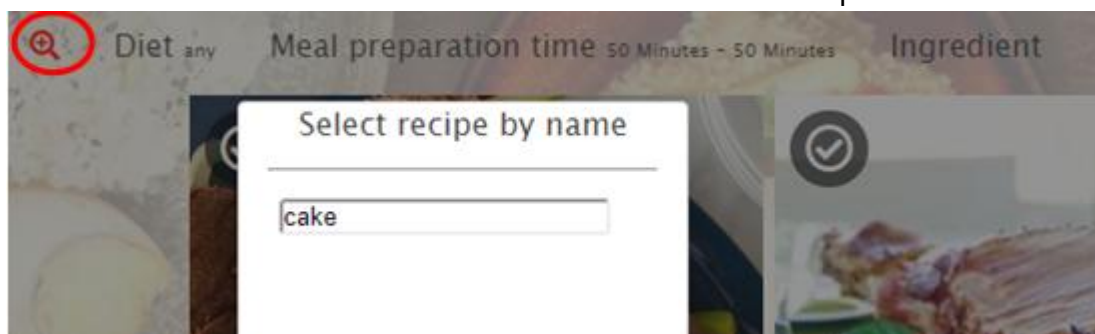 Diet any Meal preparation time 50 Minutes - 50 Minutes Ingredient
Select recipe by name
cake